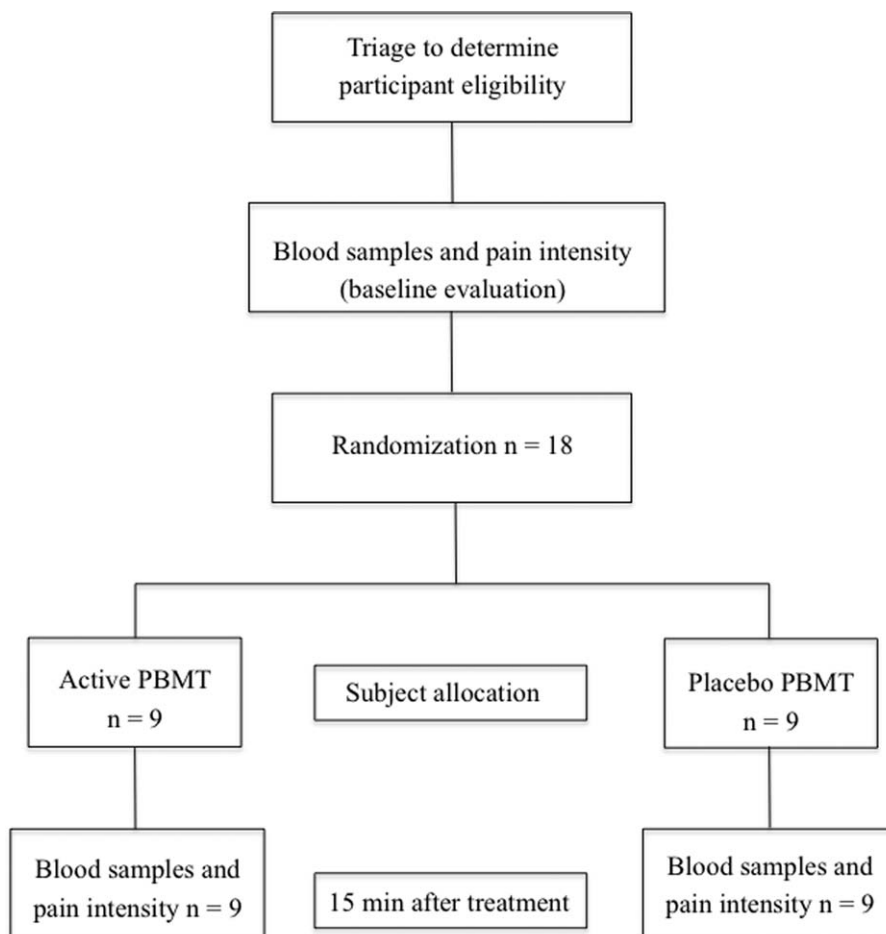 Triage to determine
participant eligibility
Blood samples and pain intensity
(baseline evaluation)
Randomization n = 18
Active PBMT
n = 9
Subject allocation
Placebo PBMT
n = 9
Blood samples and
pain intensity n = 9
15 min after treatment
Blood samples and
pain intensity n = 9